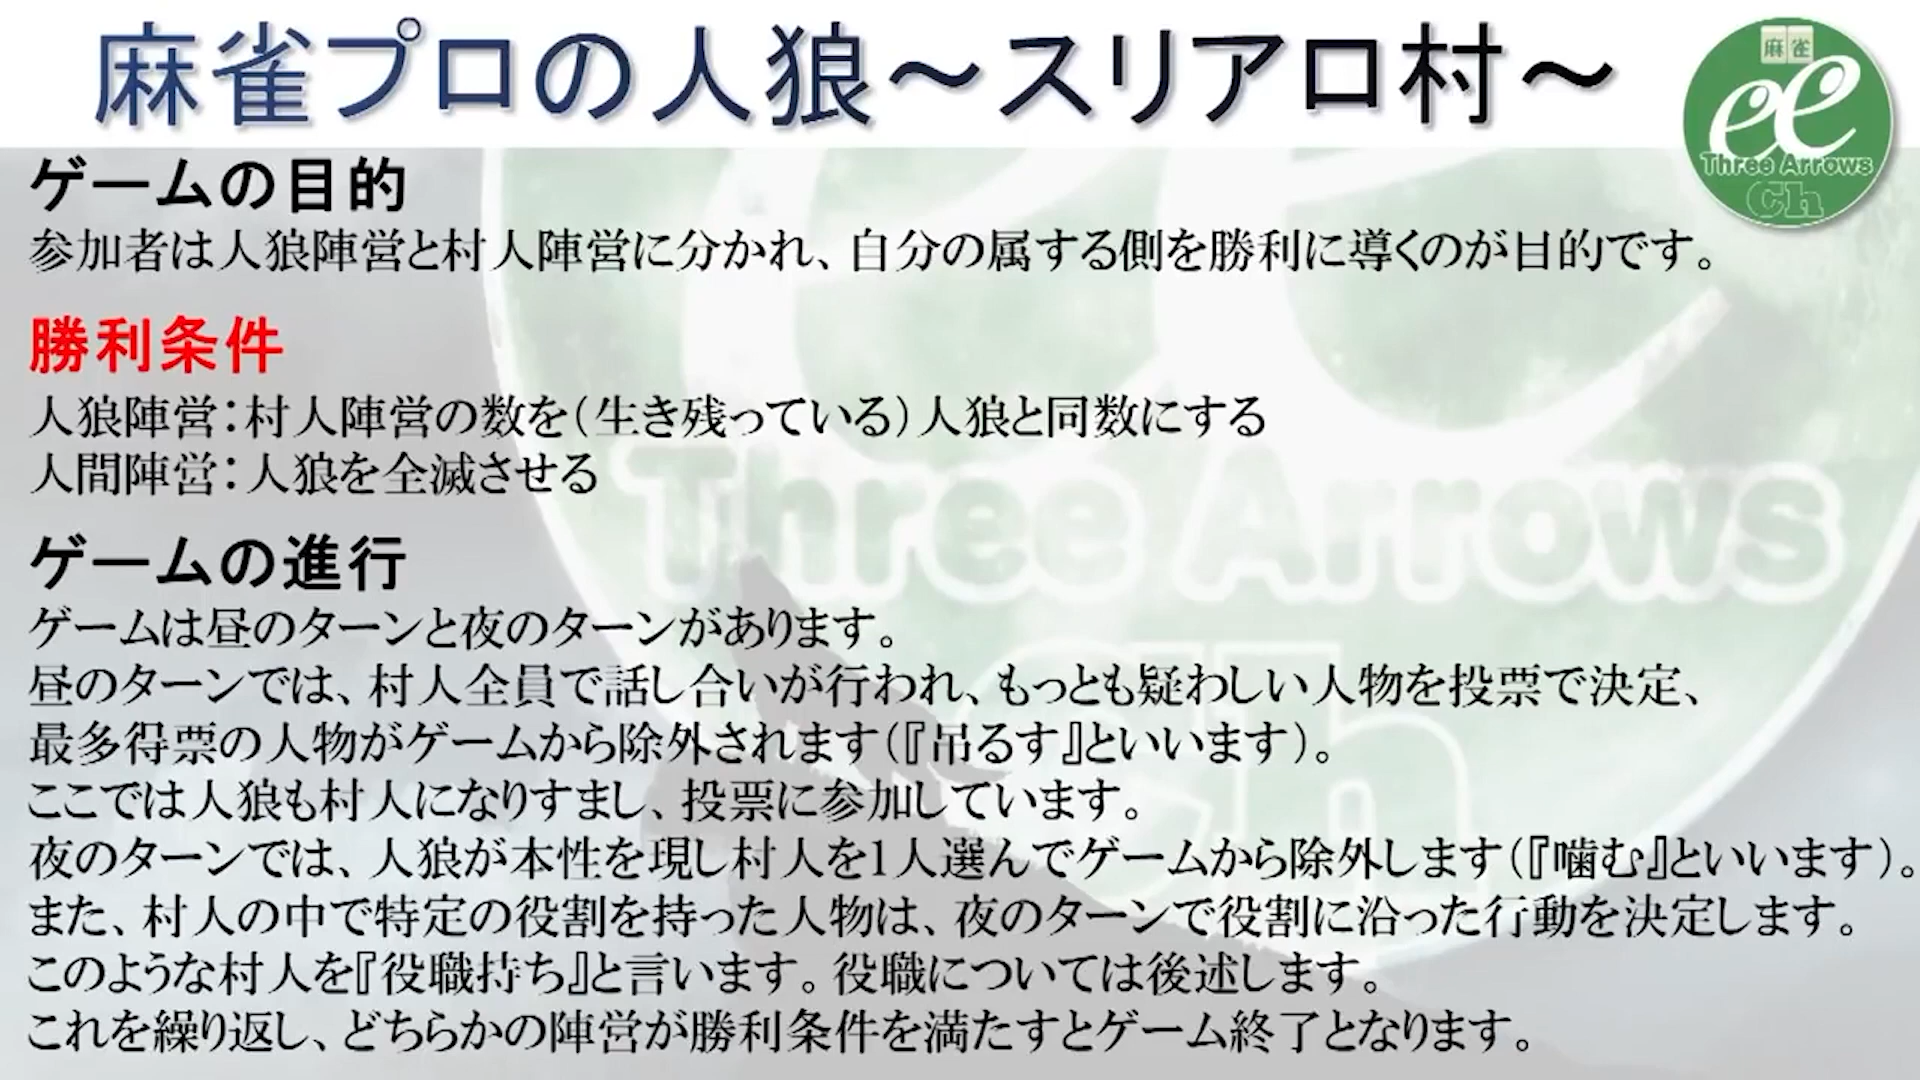 麻雀プロの人狼～スリアロ村～
麻雀
ee
Three Arrows
Ch
ゲームの目的
参加者は人狼陣営と村人陣営に分かれ、自分の属する側を勝利に導くのが目的です。
勝利条件
人狼陣営：村人陣営の数を（生き残っている）人狼と同数にする
人間陣営：人狼を全滅させる
Three Arrows
Ch
ゲームの進行
ゲームは昼のターンと夜のターンがあります。
昼のターンでは、村人全員で話し合いが行われ、もっとも疑わしい人物を投票で決定、
最多得票の人物がゲームから除外されます（『吊るす』といいます）。
ここでは人狼も村人になりすまし、投票に参加しています。
夜のターンでは、人狼が本性を現し村人を1人選んでゲームから除外します（『噛む』といいます）。
また、村人の中で特定の役割を持った人物は、夜のターンで役割に沿った行動を決定します。
このような村人を『役職持ち』と言います。役職については後述します。
これを繰り返し、どちらかの陣営が勝利条件を満たすとゲーム終了となります。